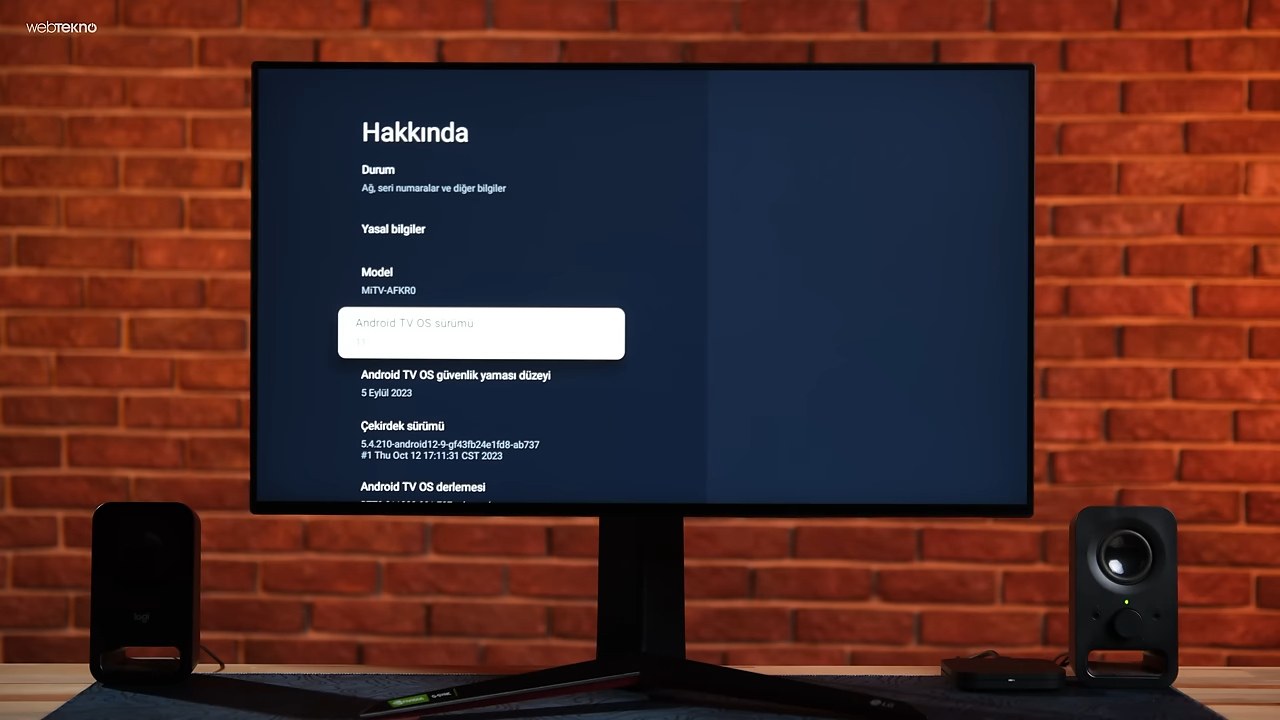 webtekno
Hakkında
Durum
Ağ, seri numaralar ve diğer bilgiler
Yasal bilgiler
Model
MiTV-AFKR0
Android TV OS sürümü
Android TV OS güvenlik yaması düzeyi
5 Eylül 2023
Çekirdek sürümü
5.4.210-android12-9-gf43fb24e1fd8-ab737
#1 Thu Oct 12 17:11:31 CST 2023
Android TV OS derlemesi
logi
LG